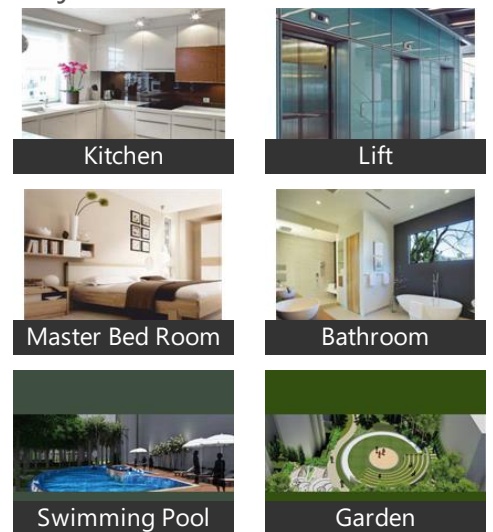 Kitchen
Lift
Master Bed Room
Bathroom
Swimming Pool
Garden